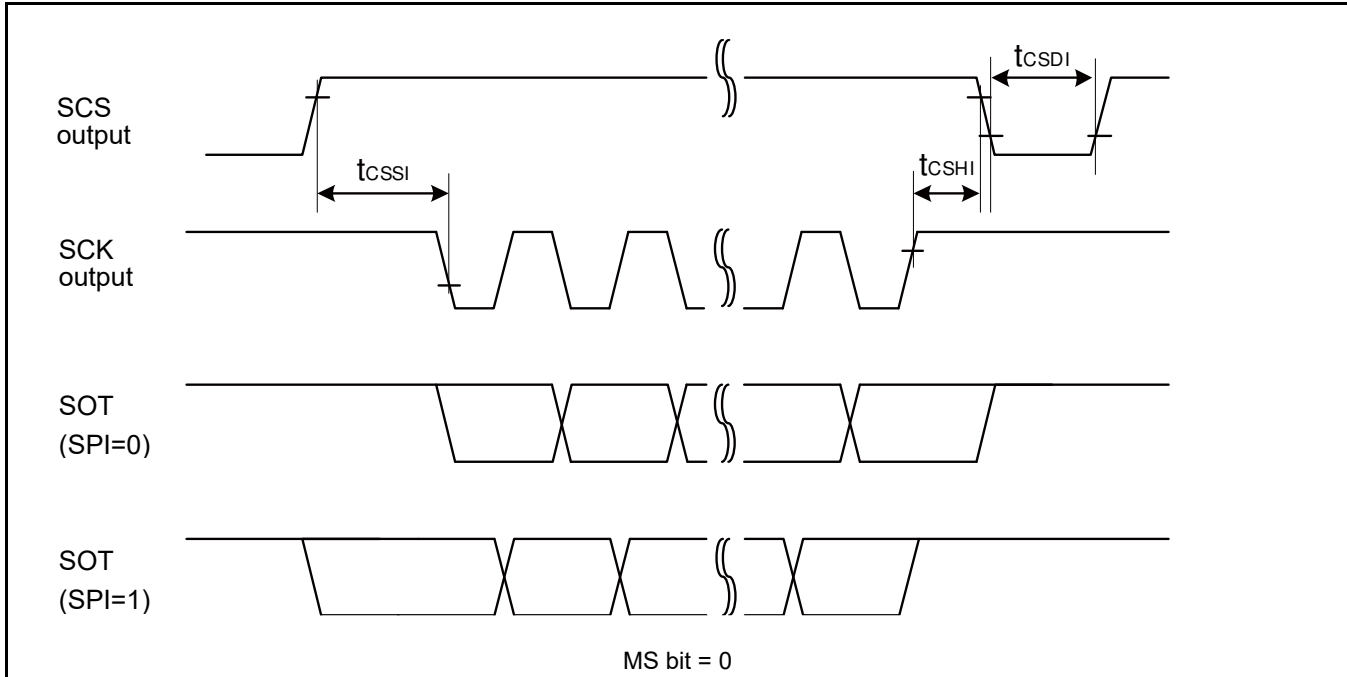 SCS
output
tCSDI
tCSSI
tCSHI
SCK
output
SOT
(SPI=0)
SOT
(SPI=1)
MS bit = 0